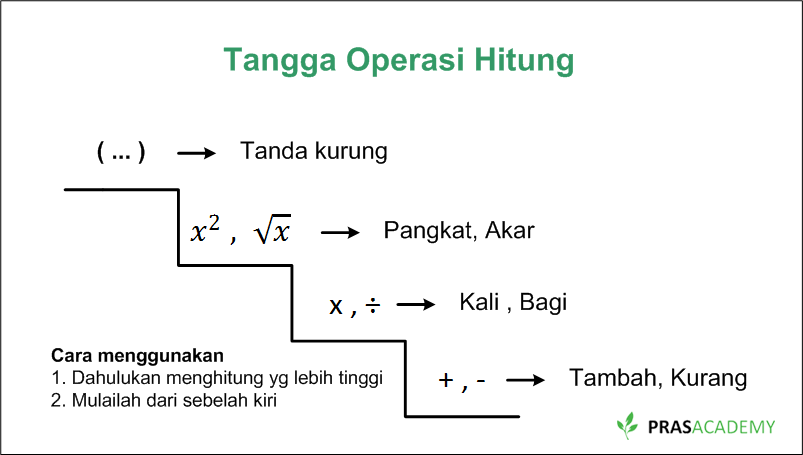 Tangga Operasi Hitung
( ... ) → Tanda kurung
x² , √x → Pangkat, Akar
x , ÷ → Kali , Bagi
+ , - → Tambah, Kurang
Cara menggunakan
1. Dahulukan menghitung yg lebih tinggi
2. Mulailah dari sebelah kiri
PRASACADEMY